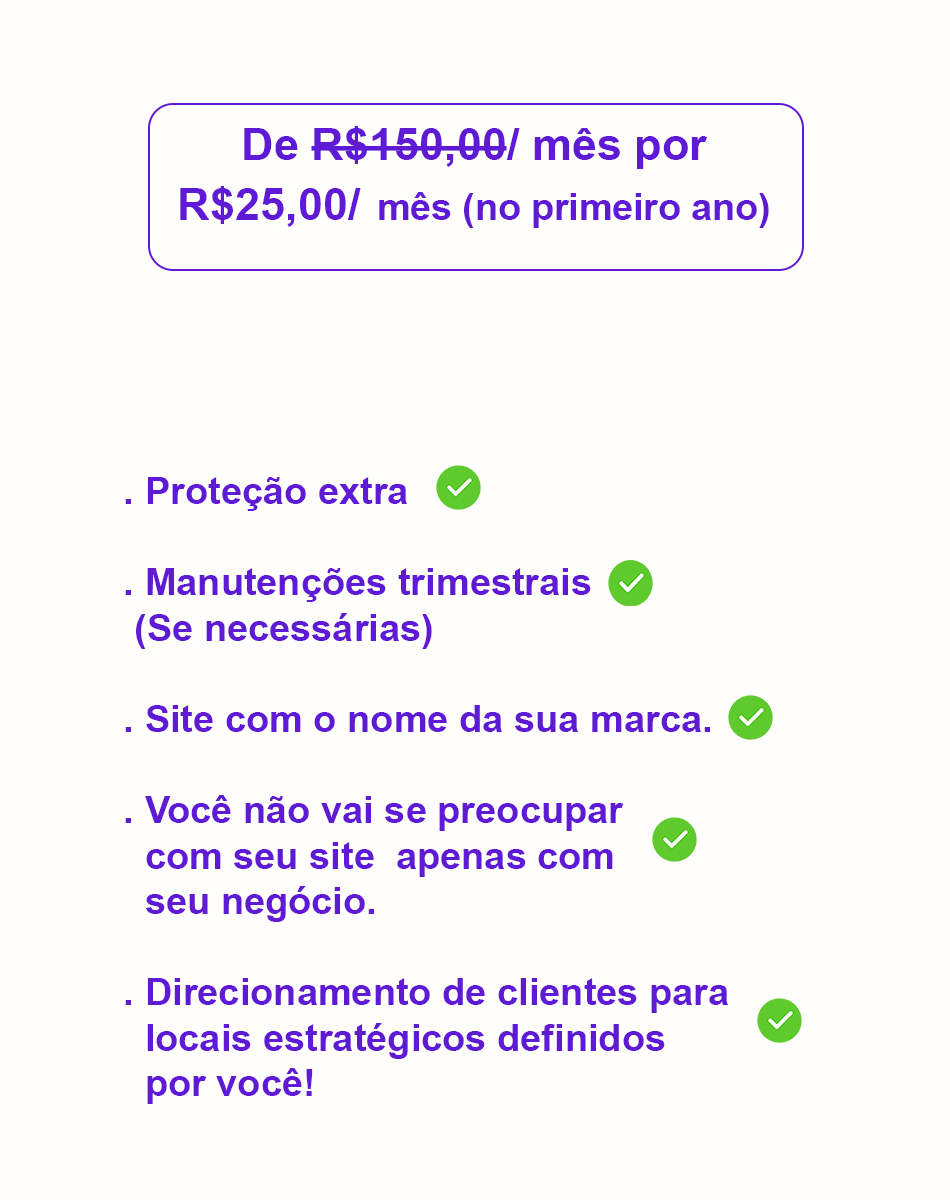 De R$150,00/ mês por
R$25,00/ mês (no primeiro ano)
. Proteção extra
. Manutenções trimestrais
(Se necessárias)
. Site com o nome da sua marca.
. Você não vai se preocupar
com seu site  apenas com
seu negócio.
. Direcionamento de clientes para
locais estratégicos definidos
por você!